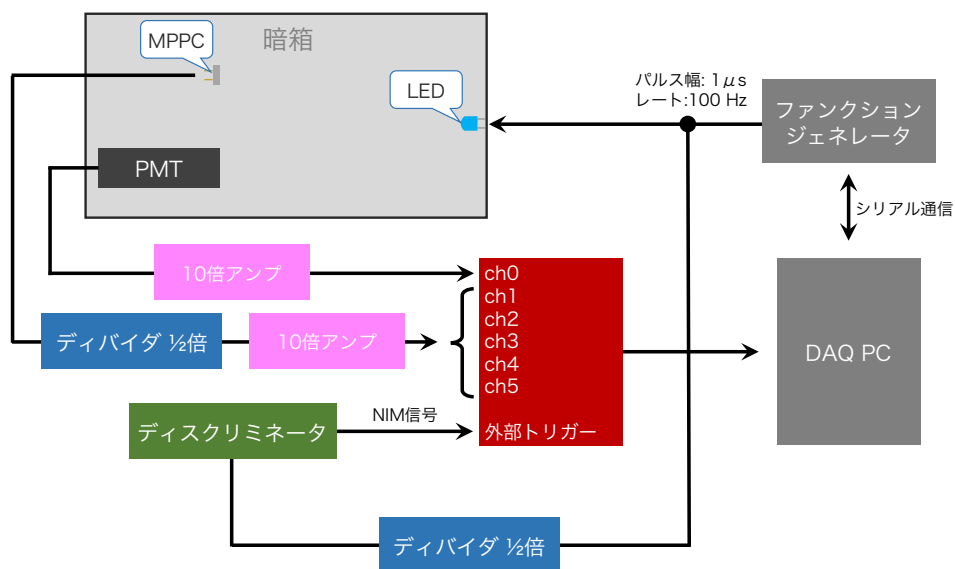 暗箱
MPPC
LED
PMT
パルス幅: 1μs
レート:100 Hz
ファンクション
ジェネレータ
シリアル通信
10倍アンプ
ch0
ch1
ch2
ch3
ch4
ch5
外部トリガー
ディバイダ ½倍
10倍アンプ
DAQ PC
ディスクリミネータ
NIM信号
ディバイダ ½倍